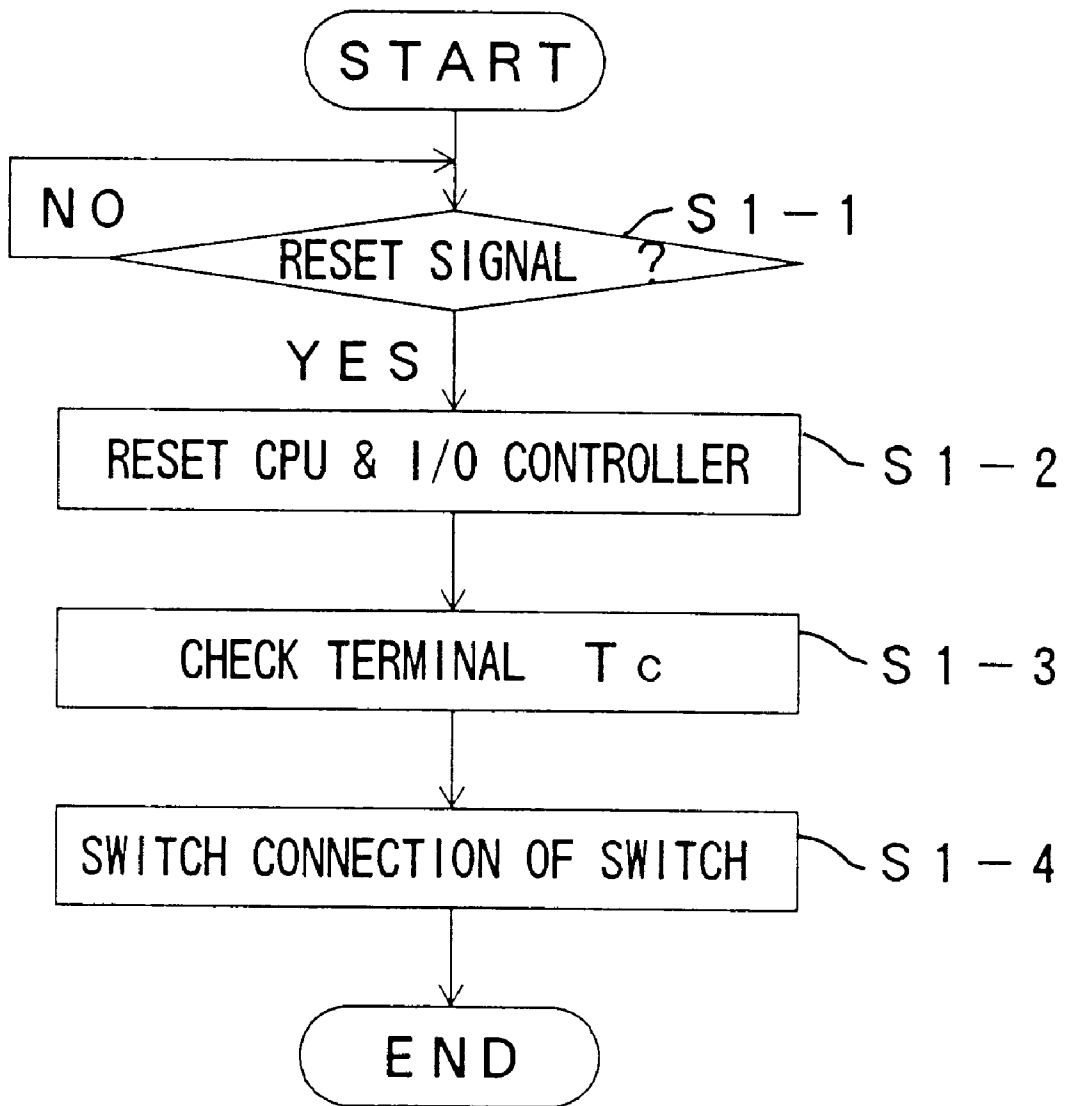 START
NO
S1-1
RESET SIGNAL ?
YES
RESET CPU & I/O CONTROLLER
S1-2
CHECK TERMINAL Tc
S1-3
SWITCH CONNECTION OF SWITCH
S1-4
END